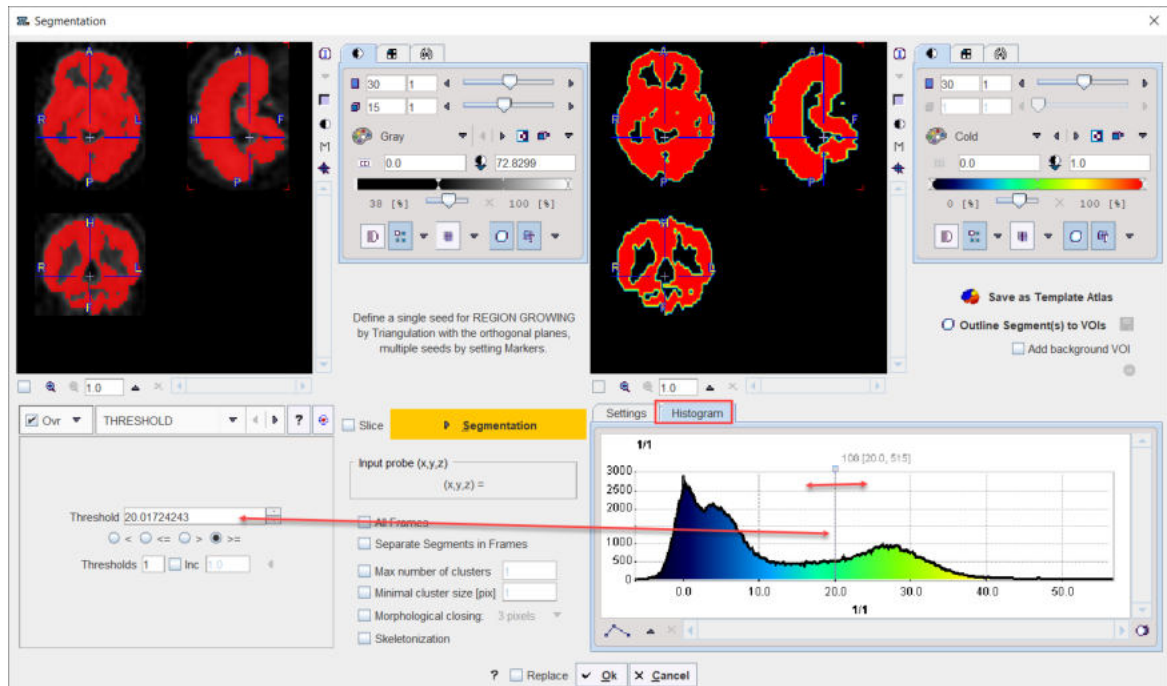 Segmentation
A
A
R
L
H
F
P
P
H
R
L
F
30 1
15 1
Gray
0.0 72.8299
38 [%] 100 [%]
M
Define a single seed for REGION GROWING
by Triangulation with the orthogonal planes,
multiple seeds by setting Markers.
A
A
R
L
H
F
P
P
H
R
L
F
30 1
1 1
Cold
0.0 1.0
0 [%] 100 [%]
M
Save as Template Atlas
Outline Segment(s) to VOIs
Add background VOI
1.0
1.0
Ovr THRESHOLD ?
Slice Segmentation
Threshold 20.01724243
< <= > >=
Thresholds 1 Inc 1.0
Input probe (x,y,z)
(x,y,z) =
All Frames
Separate Segments in Frames
Max number of clusters 1
Minimal cluster size [pix] 1
Morphological closing: 3 pixels
Skeletonization
Settings Histogram
1/1
108 [20.0, 515]
3000
2500
2000
1500
1000
500
0
0.0 10.0 20.0 30.0 40.0 50.0
1/1
? Replace Ok Cancel